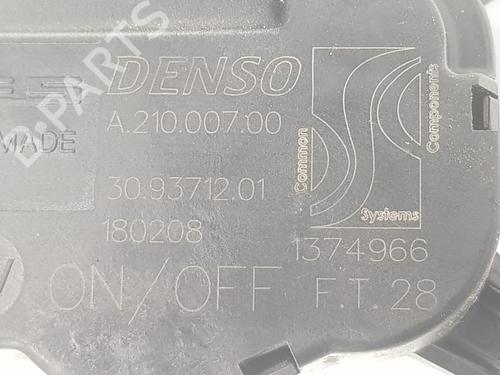 DENSO
A.210.007.00
MADE
30.93712.01
180208
1374966
ON/OFF F.T. 28
Common
Systems
Components
B-PARTS